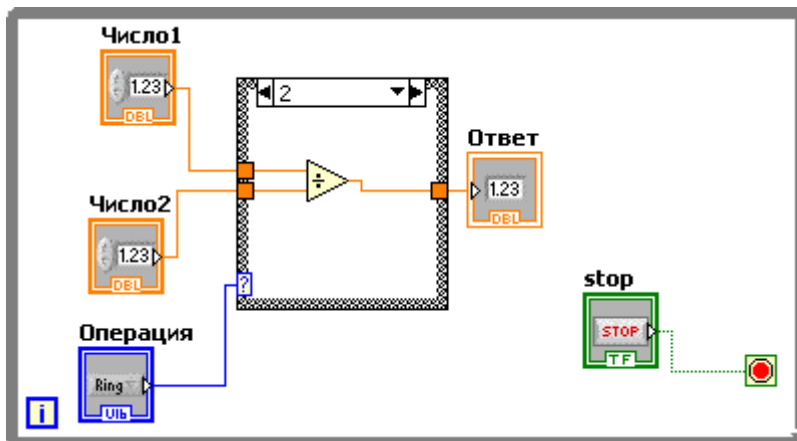 Число1
1.23
DBL
2
Ответ
1.23
DBL
Число2
1.23
DBL
?
stop
STOP
TF
Операция
Ring
U16
i